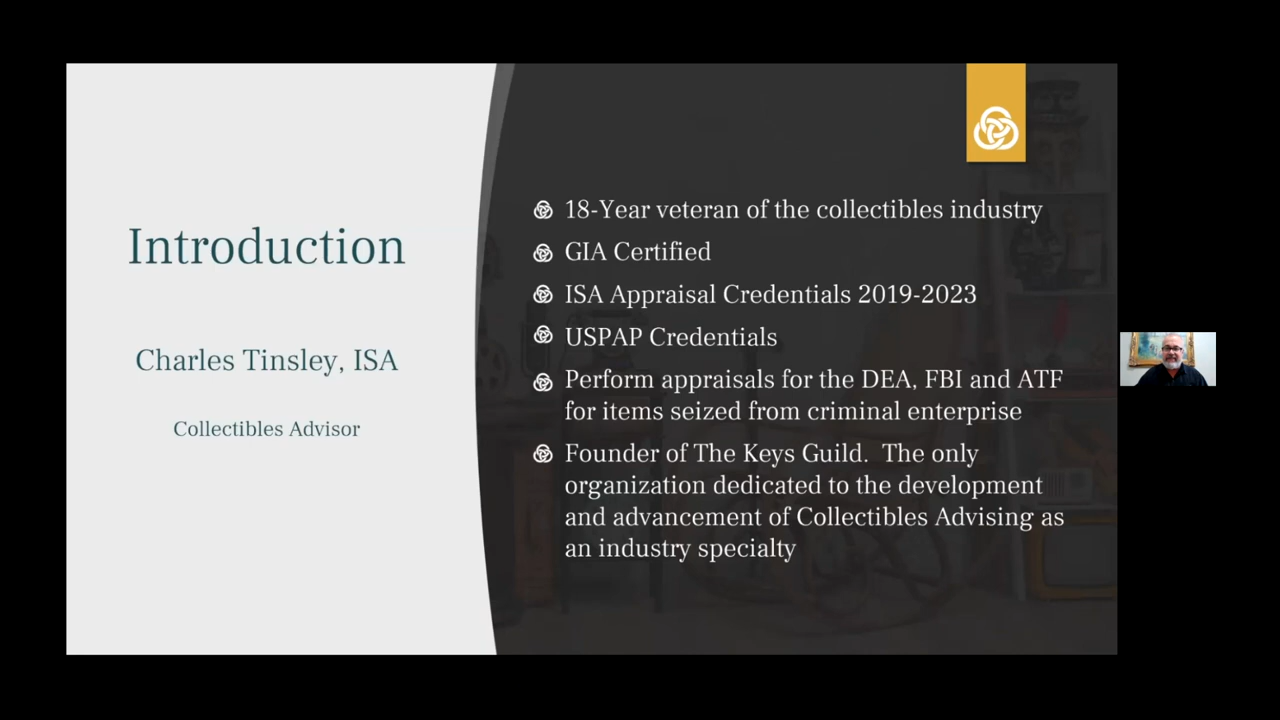 Introduction
Charles Tinsley, ISA
Collectibles Advisor
18-Year veteran of the collectibles industry
GIA Certified
ISA Appraisal Credentials 2019-2023
USPAP Credentials
Perform appraisals for the DEA, FBI and ATF
for items seized from criminal enterprise
Founder of The Keys Guild.  The only
organization dedicated to the development
and advancement of Collectibles Advising as
an industry specialty